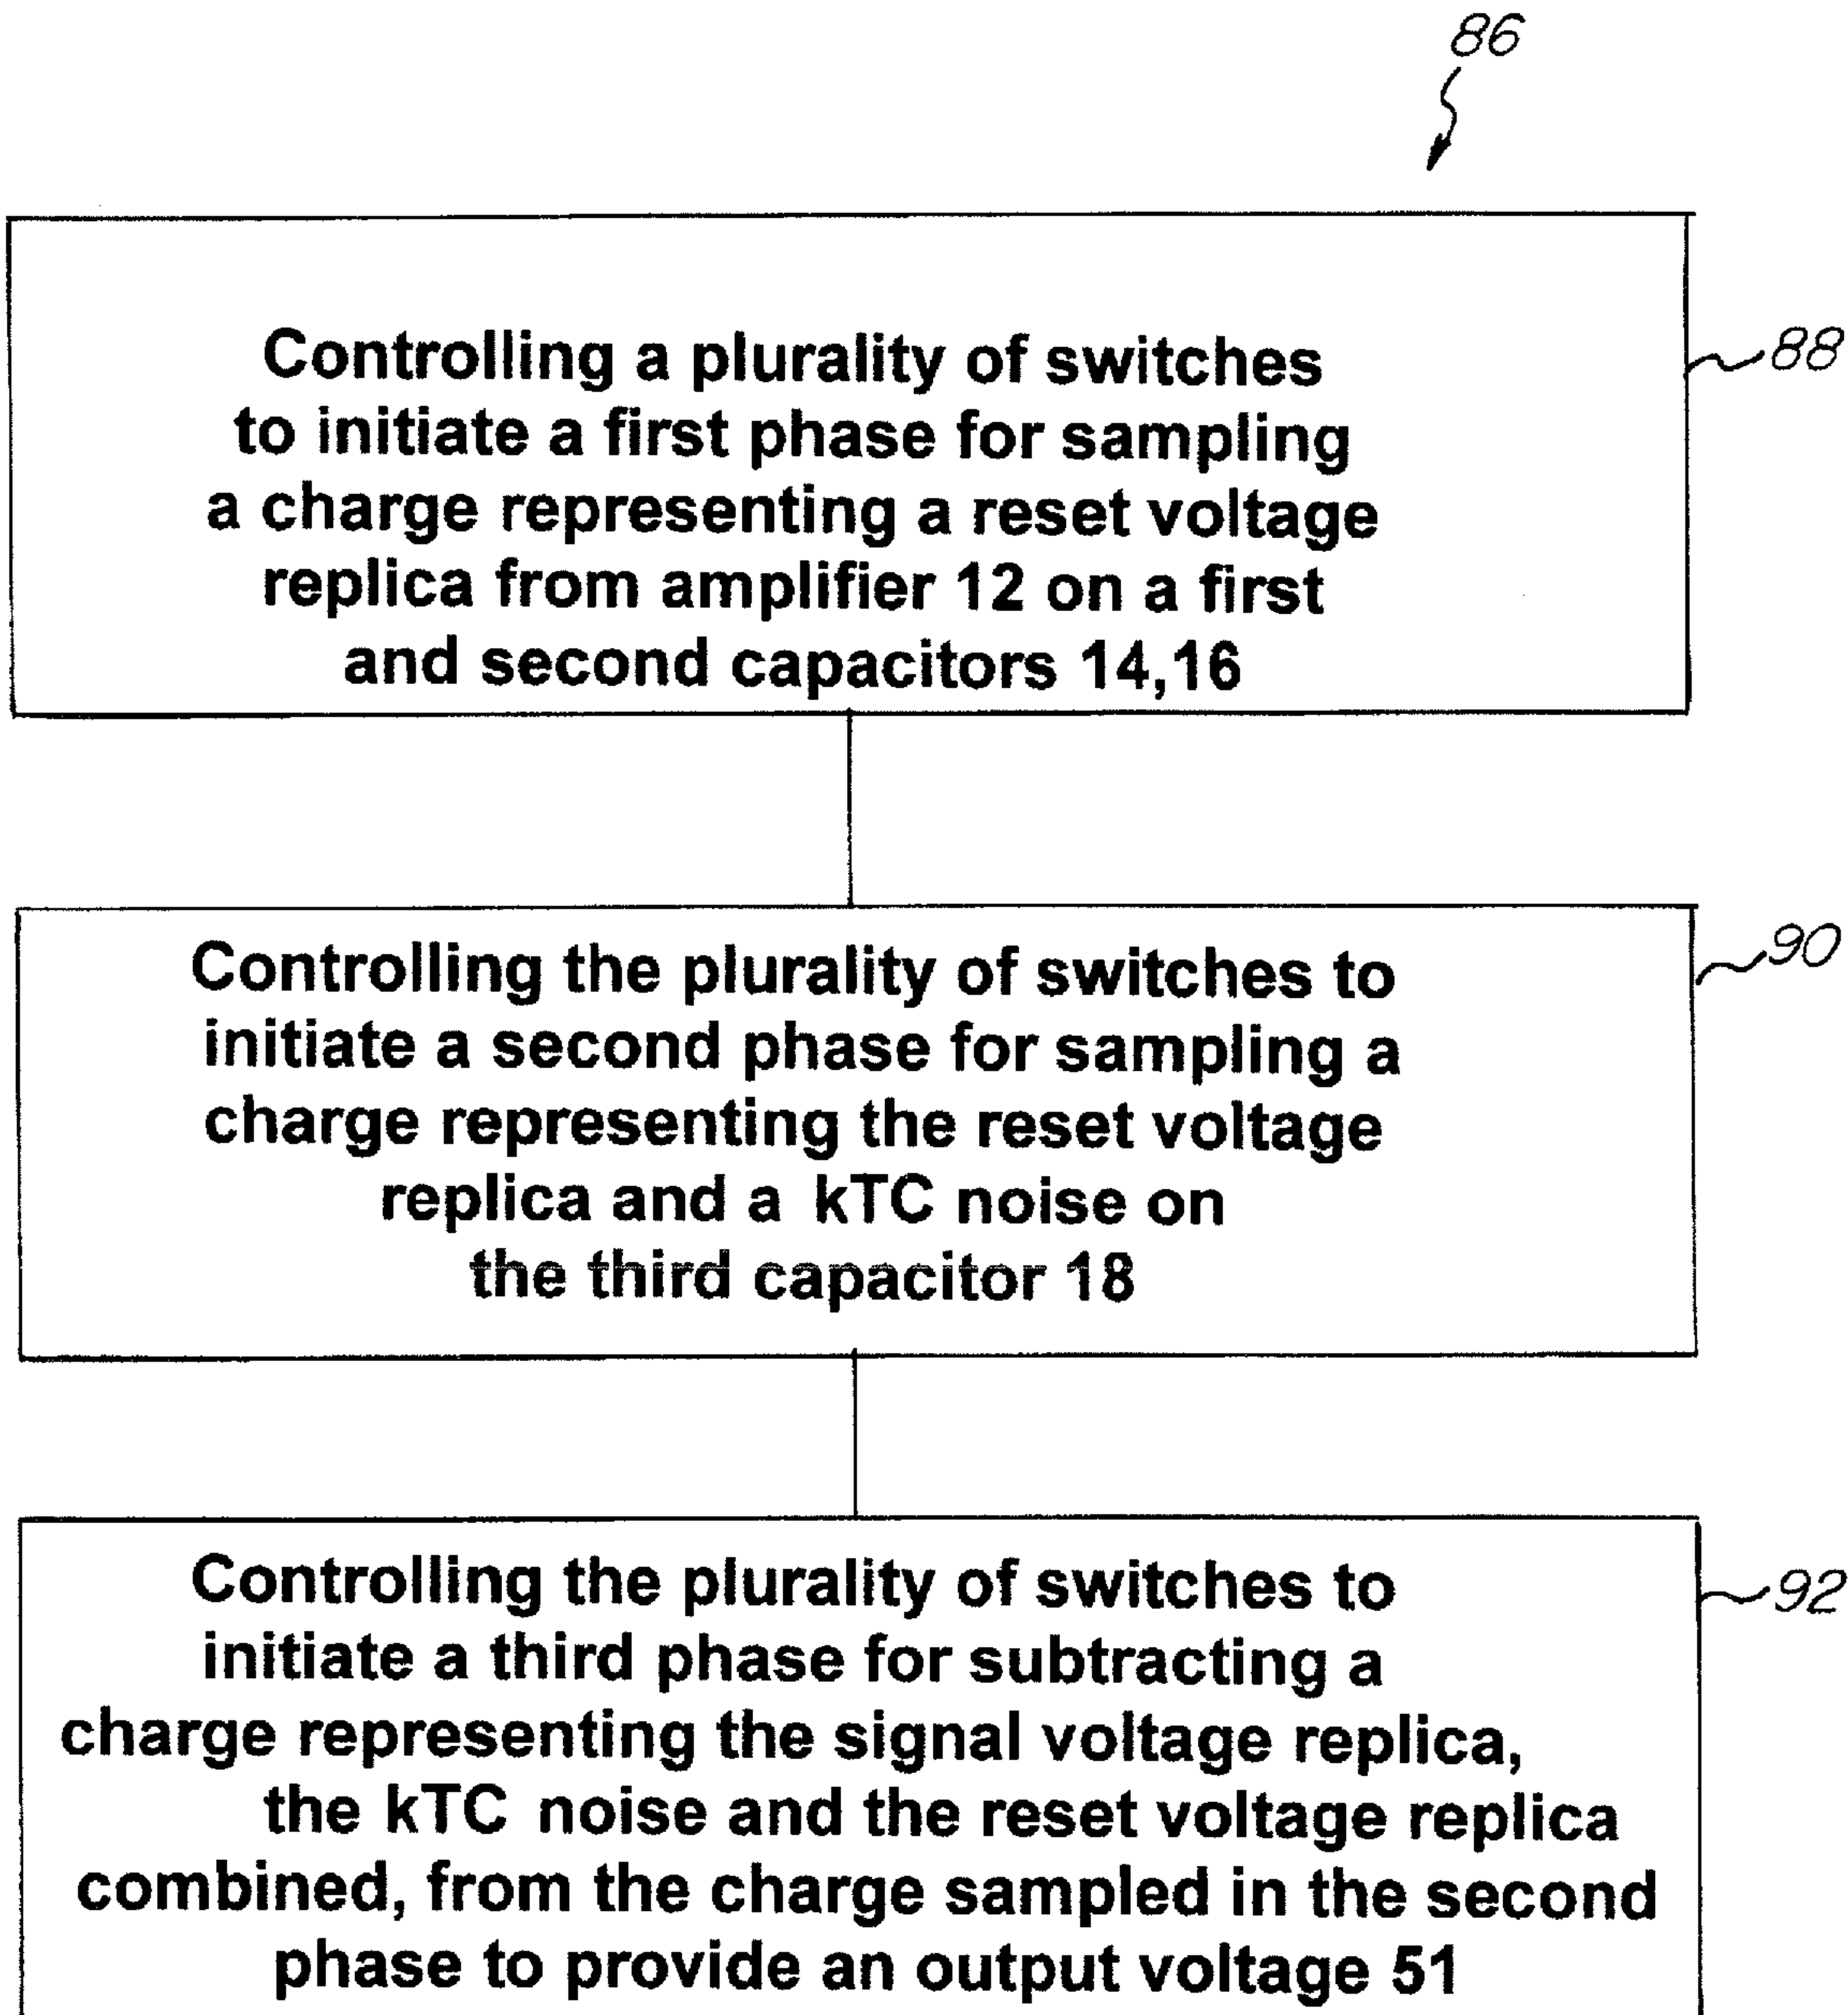 86
Controlling a plurality of switches
to initiate a first phase for sampling
a charge representing a reset voltage
replica from amplifier 12 on a first
and second capacitors 14,16
88
Controlling the plurality of switches to
initiate a second phase for sampling a
charge representing the reset voltage
replica and a kTC noise on
the third capacitor 18
90
Controlling the plurality of switches to
initiate a third phase for subtracting a
charge representing the signal voltage replica,
the kTC noise and the reset voltage replica
combined, from the charge sampled in the second
phase to provide an output voltage 51
92